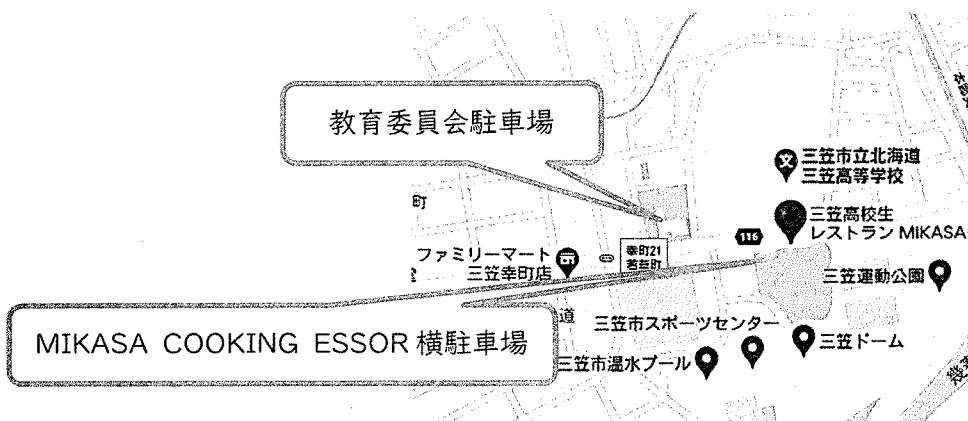 教育委員会駐車場
三笠市立北海道
三笠高等学校
町
三笠高校生
レストラン MIKASA
116
幸町21
若草町
ファミリーマート
三笠幸町店
三笠運動公園
道
MIKASA COOKING ESSOR 横駐車場
三笠市スポーツセンター
三笠ドーム
三笠市温水プール